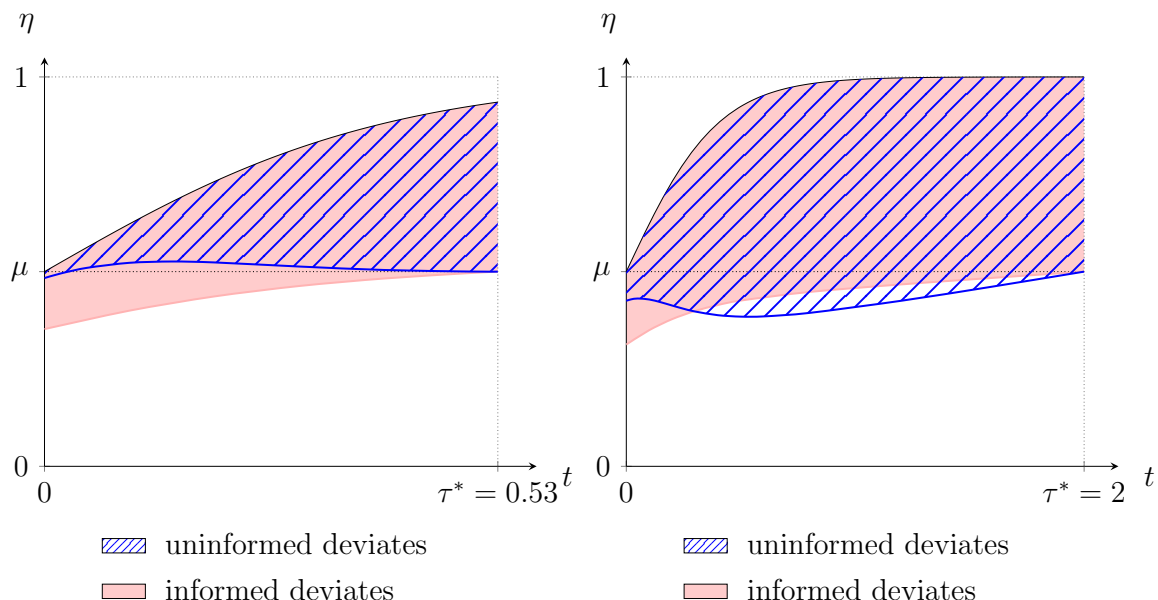 η
1
μ
0
0
τ* = 0.53
t
uninformed deviates
informed deviates
η
1
μ
0
0
τ* = 2
t
uninformed deviates
informed deviates